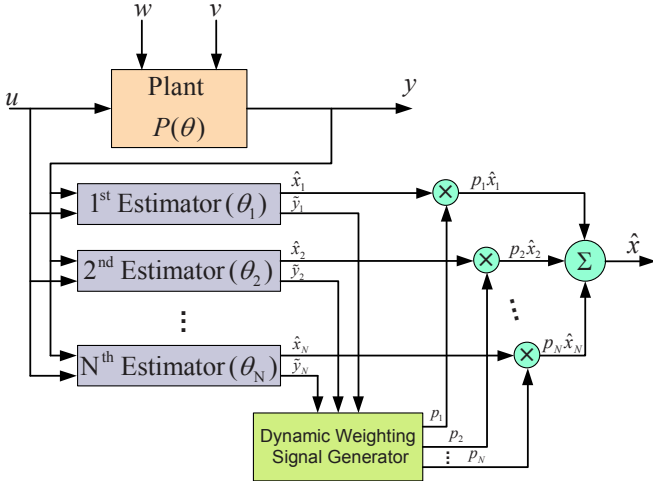 w v
u
Plant
P(θ)
y
1st Estimator(θ1)
x̂1
ỹ1
p1x̂1
2nd Estimator(θ2)
x̂2
ỹ2
p2x̂2
Σ
x̂
⋮
⋱
Nth Estimator(θN)
x̂N
ỹN
pNx̂N
×
×
×
Dynamic Weighting
Signal Generator
p1
p2
⋮ pN